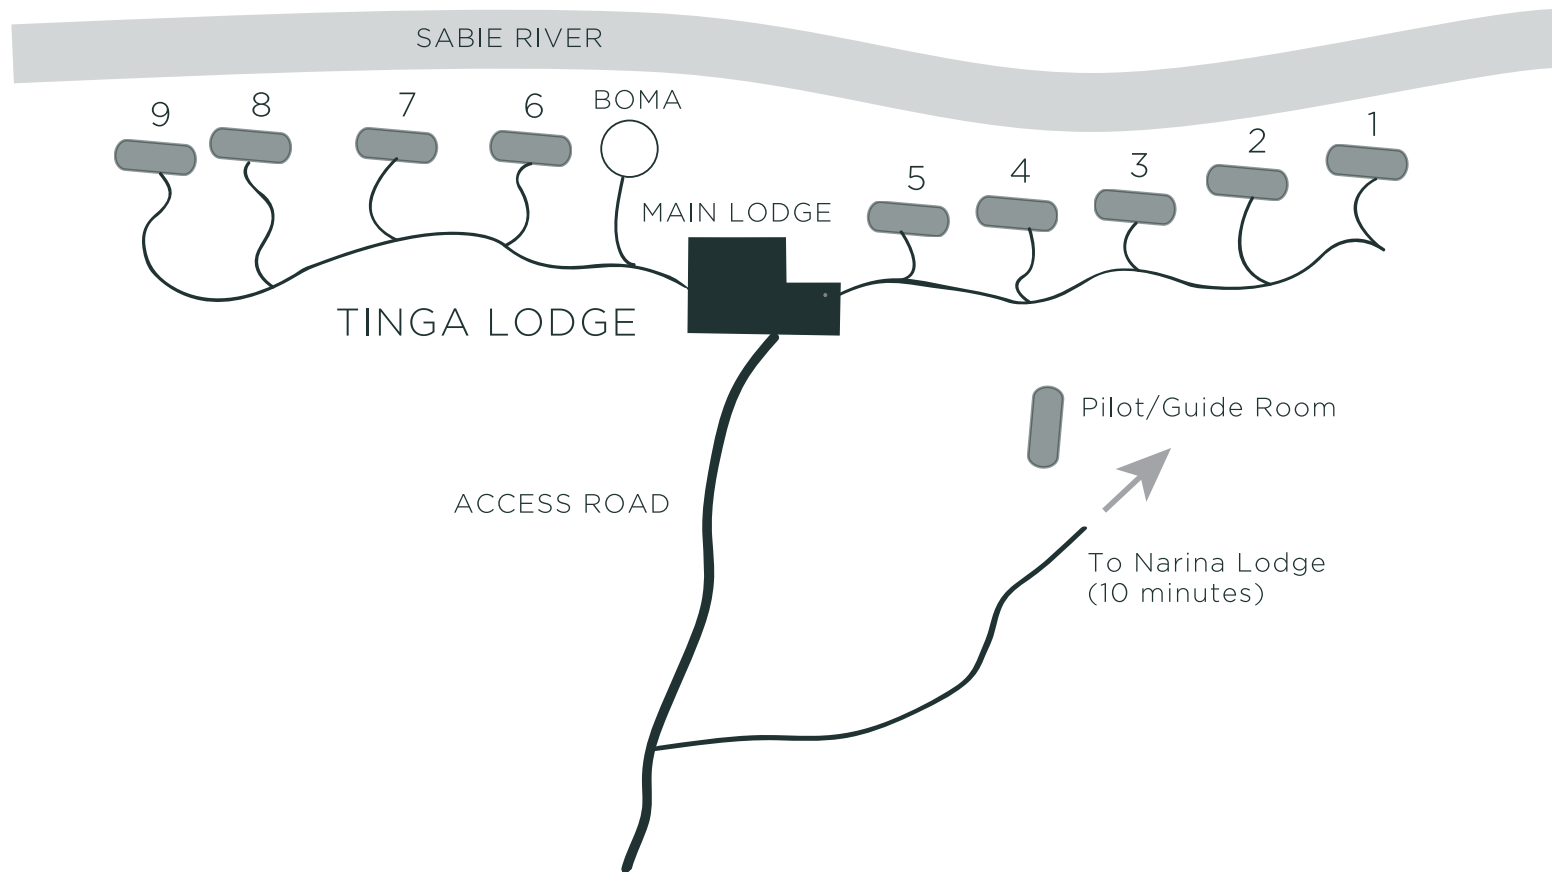 SABIE RIVER
9
8
7
6
BOMA
1
2
3
4
5
MAIN LODGE
TINGA LODGE
Pilot/Guide Room
ACCESS ROAD
To Narina Lodge
(10 minutes)